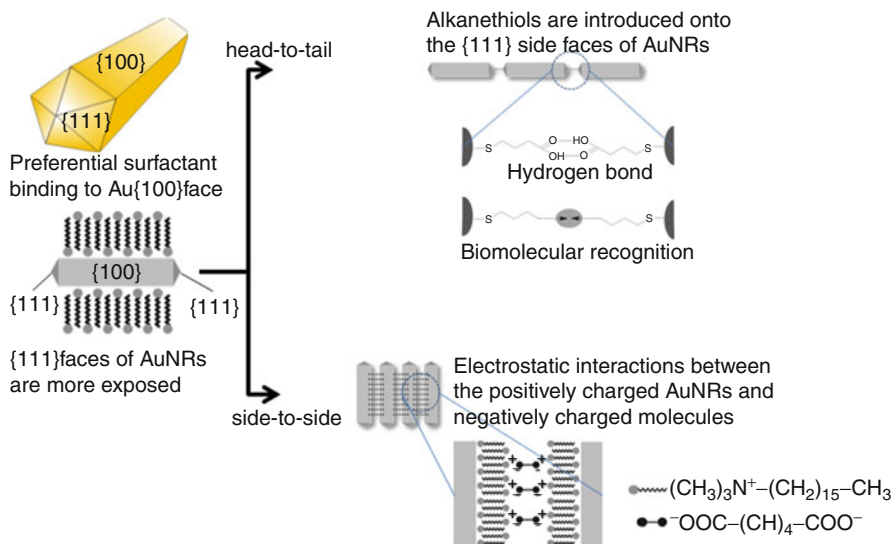 {100}
{111}
Preferential surfactant
binding to Au{100}face
{100}
{111}
{111}
{111}faces of AuNRs
are more exposed
head-to-tail
side-to-side
Alkanethiols are introduced onto
the {111} side faces of AuNRs
S O HO S
OH O
Hydrogen bond
S S
Biomolecular recognition
Electrostatic interactions between
the positively charged AuNRs and
negatively charged molecules
+ +
− −
+ +
− −
+ +
− −
(CH₃)₃N⁺–(CH₂)₁₅–CH₃
⁻OOC–(CH)₄–COO⁻